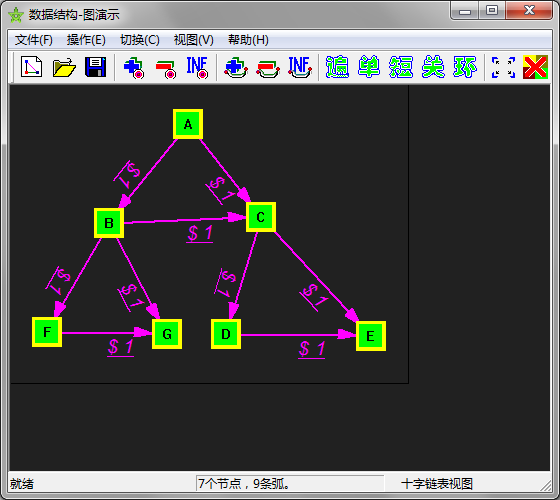 数据结构-图演示
文件(F) 操作(E) 切换(C) 视图(V) 帮助(H)
INF INF 遍 单 短 关 环
A
$ 1 $ 1
B C
$ 1
$ 1 $ 1 $ 1 $ 1
F G D E
$ 1 $ 1
就绪 7个节点，9条弧。 十字链表视图